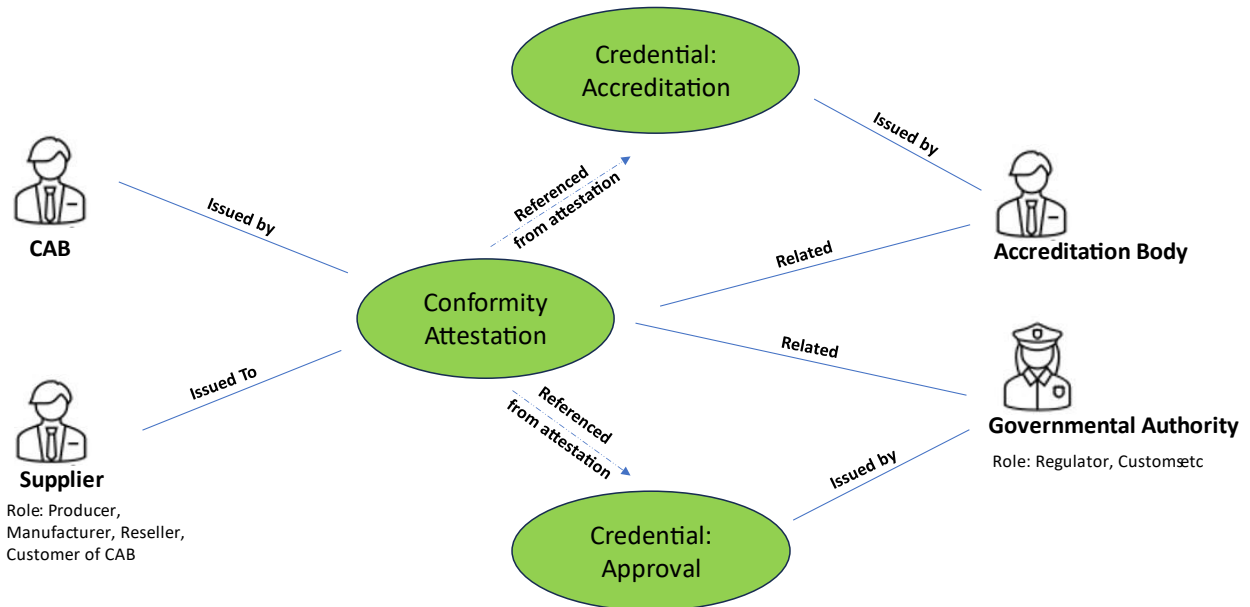 Credential:
Accreditation
Issued by
Referenced
from attestation
CAB
Issued by
Accreditation Body
Related
Conformity
Attestation
Related
Issued To
Referenced
from attestation
Governmental Authority
Role: Regulator, Customsetc
Supplier
Role: Producer,
Manufacturer, Reseller,
Customer of CAB
Issued by
Credential:
Approval